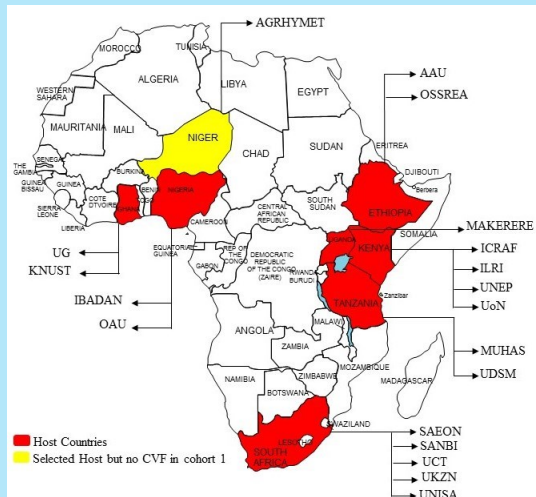 AGRHYMET
MOROCCO
TUNISIA
ALGERIA
LIBYA
EGYPT
WESTERN
SAHARA
MAURITANIA
MALI
NIGER
CHAD
SUDAN
ERITREA
AAU
OSSREA
SENEGAL
THE
GAMBIA
GUINEA
BISSAU
GUINEA
SIERRA
LEONE
LIBERIA
COTE
D'IVOIRE
BURKINA
BENIN
NIGERIA
CAMEROON
CENTRAL
AFRICAN
REPUBLIC
SOUTH
SUDAN
DJIBOUTI
Berbera
ETHIOPIA
SOMALIA
MAKERERE
ICRAF
ILRI
UNEP
UoN
EQUATORIAL
GUINEA
GABON
REP OF
THE
CONGO
DEMOCRATIC
REPUBLIC
OF THE CONGO
(ZAIRE)
UGANDA
KENYA
RWANDA
BURUDI
TANZANIA
Zanzibar
UG
KNUST
IBADAN
OAU
MUHAS
UDSM
ANGOLA
ZAMBIA
MALAWI
MOZAMBIQUE
ZIMBABWE
MADAGASCAR
NAMIBIA
BOTSWANA
SWAZILAND
LESOTHO
SOUTH
AFRICA
SAEON
SANBI
UCT
UKZN
UNISA
Host Countries
Selected Host but no CVF in cohort 1